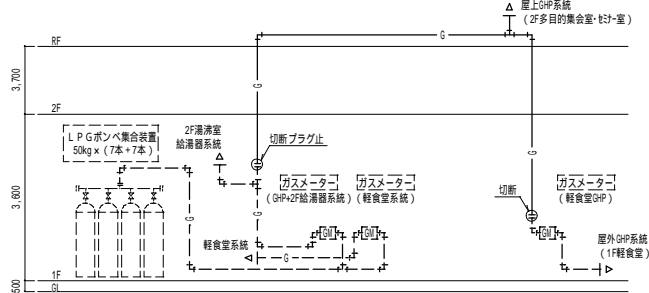 屋上GHP系統
(2F多目的集会室・セミナー室)
G
RF
3,700
G
2F
LPGボンベ集合装置
50kg×(7本+7本)
2F湯沸室
給湯器系統
切断プラグ止
G
ガスメーター
(GHP+2F給湯器系統)
ガスメーター
(軽食堂系統)
切断
ガスメーター
(軽食堂GHP)
3,600
G
G
GM
GM
GM
軽食堂系統
G
屋外GHP系統
(1F軽食堂)
1F
500
GL